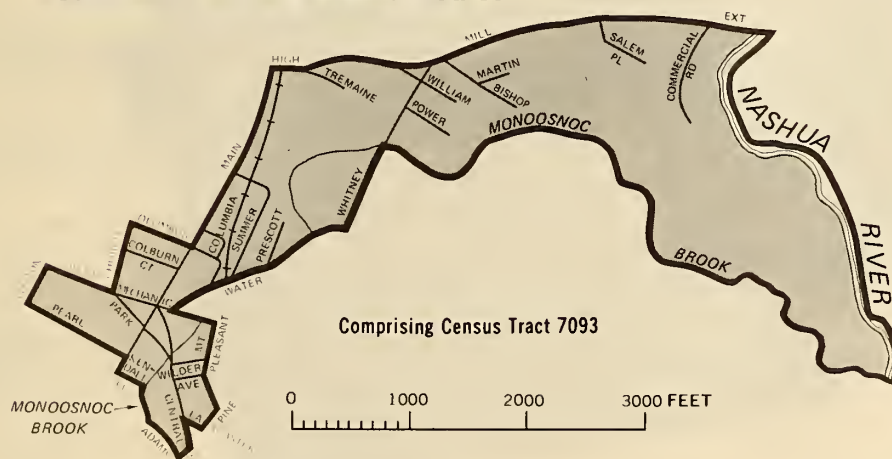 EXT
MILL
HIGH
SALEM
PL
COMMERCIAL
RD
MARTIN
BISHOP
TREMAINE
WILLIAM
POWER
MONOOSNOC
NASHUA
MAIN
WHITNEY
COLUMBIA
SUMMER
PRESCOTT
COLBURN
CT
BROOK
RIVER
WATER
MECHANIC
PARK
PEARL
Comprising Census Tract 7093
MT
PLEASANT
KEN-
DALL
WILDER
AVE
CENTRAL
LA
PINE
MONOOSNOC
BROOK
ADAMS
0 1000 2000 3000 FEET